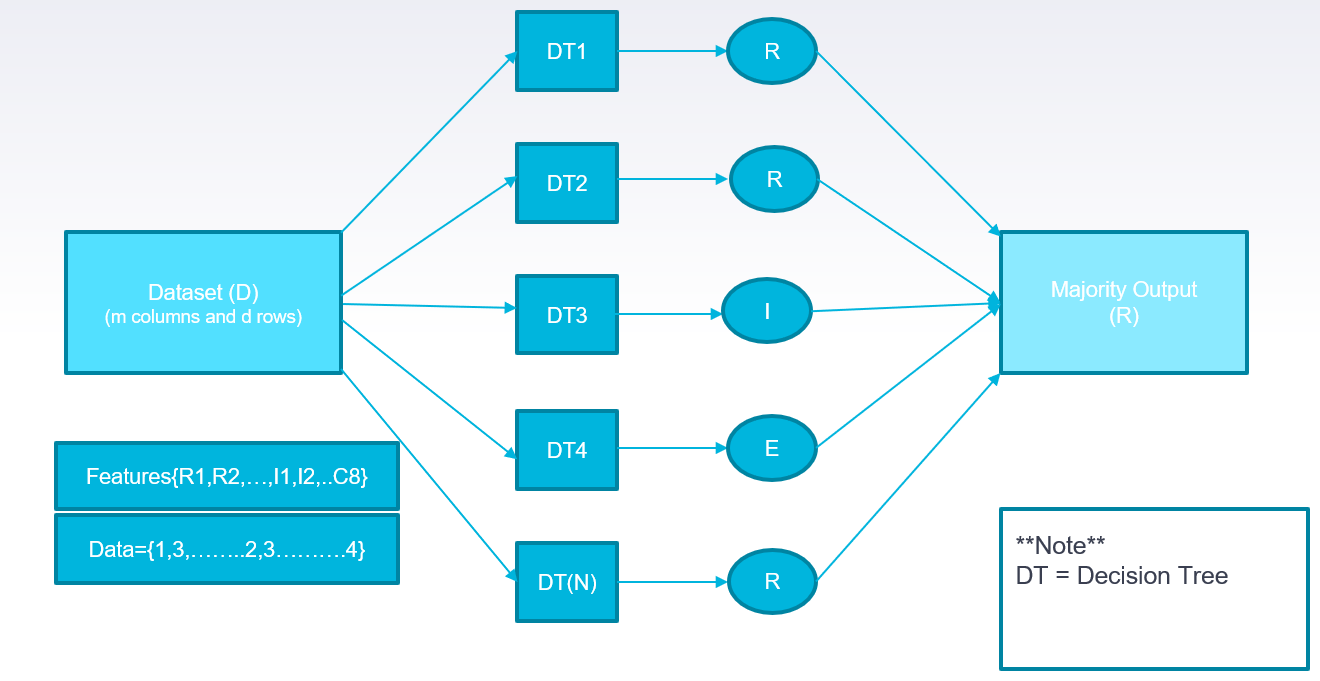 DT1
R
DT2
R
Dataset (D)
(m columns and d rows)
DT3
I
Majority Output
(R)
DT4
E
Features{R1,R2,…,I1,I2,..C8}
Data={1,3,……..2,3……….4}
DT(N)
R
**Note**
DT = Decision Tree